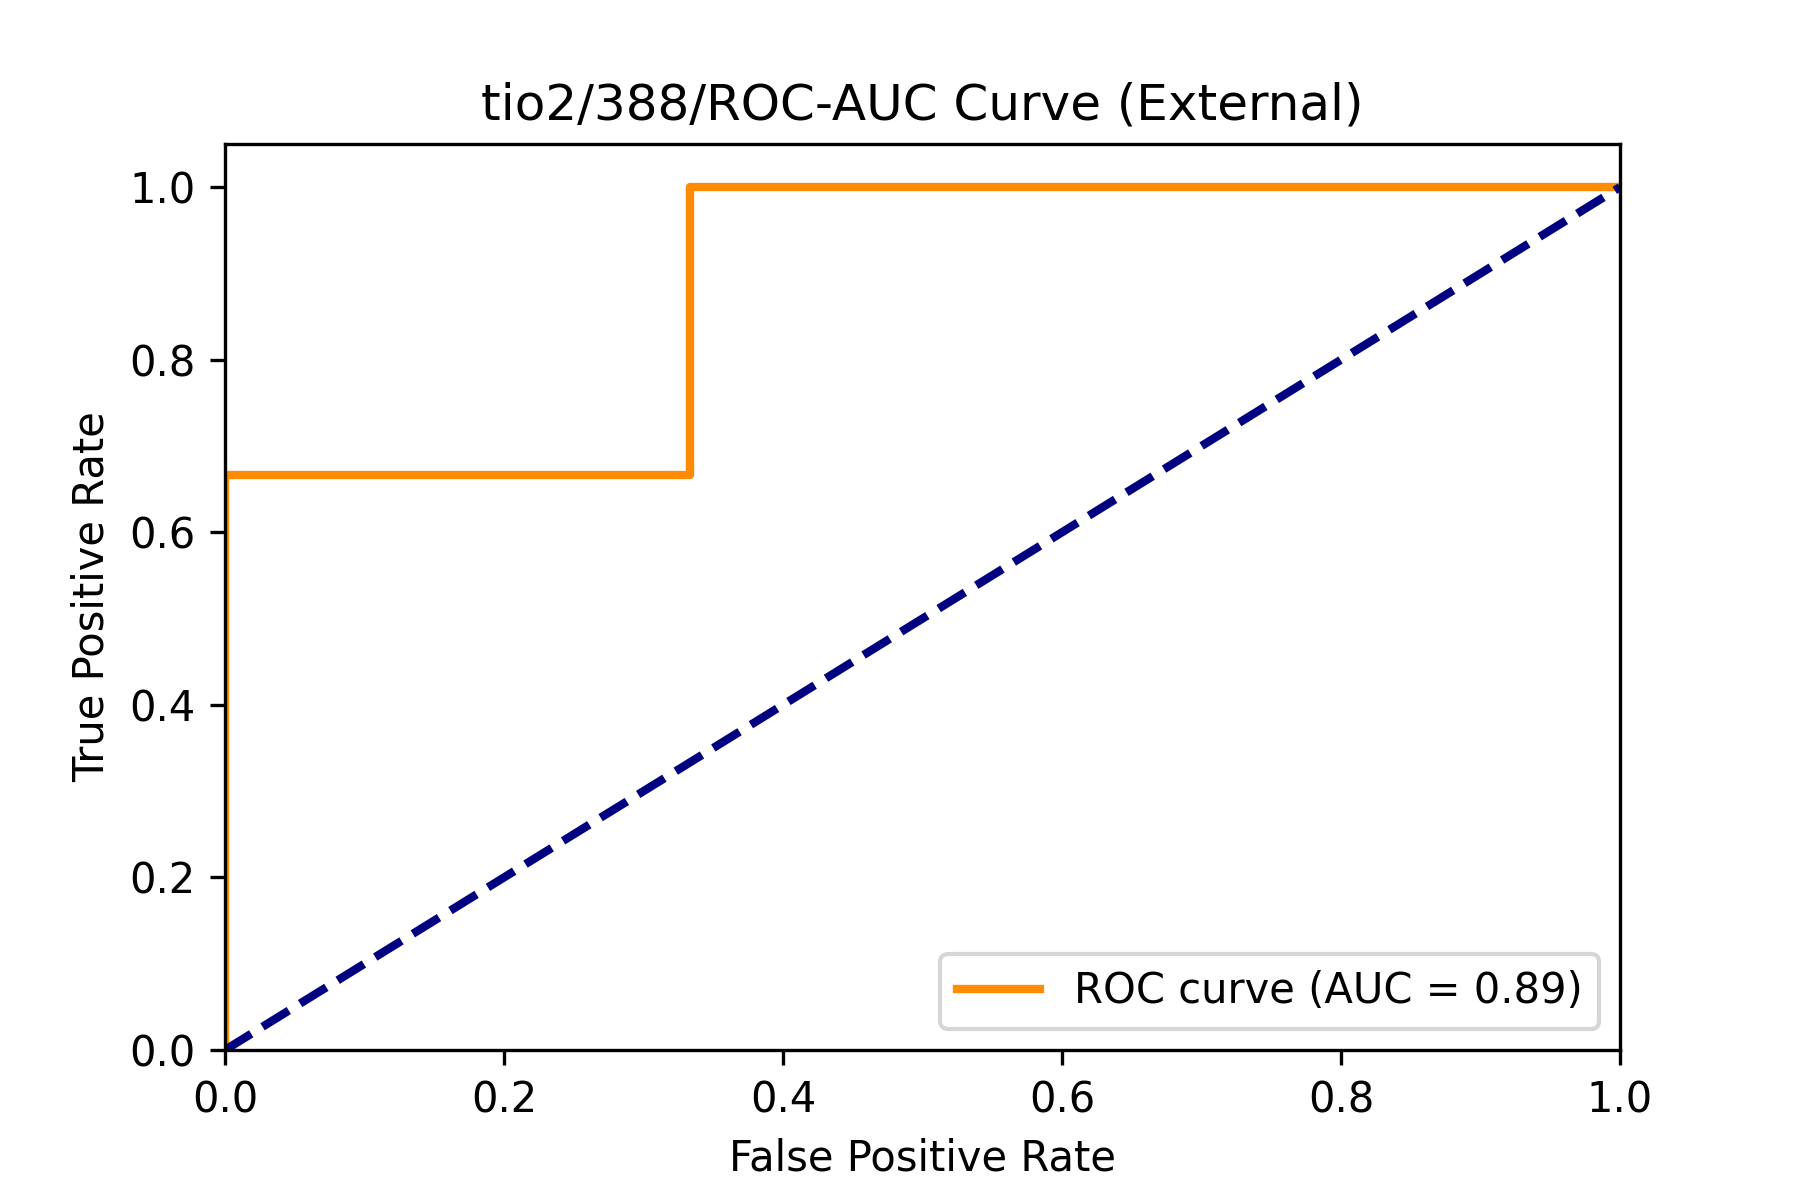 tio2/388/ROC-AUC Curve (External)
1.0
0.8
0.6
0.4
0.2
0.0
True Positive Rate
ROC curve (AUC = 0.89)
0.0 0.2 0.4 0.6 0.8 1.0
False Positive Rate